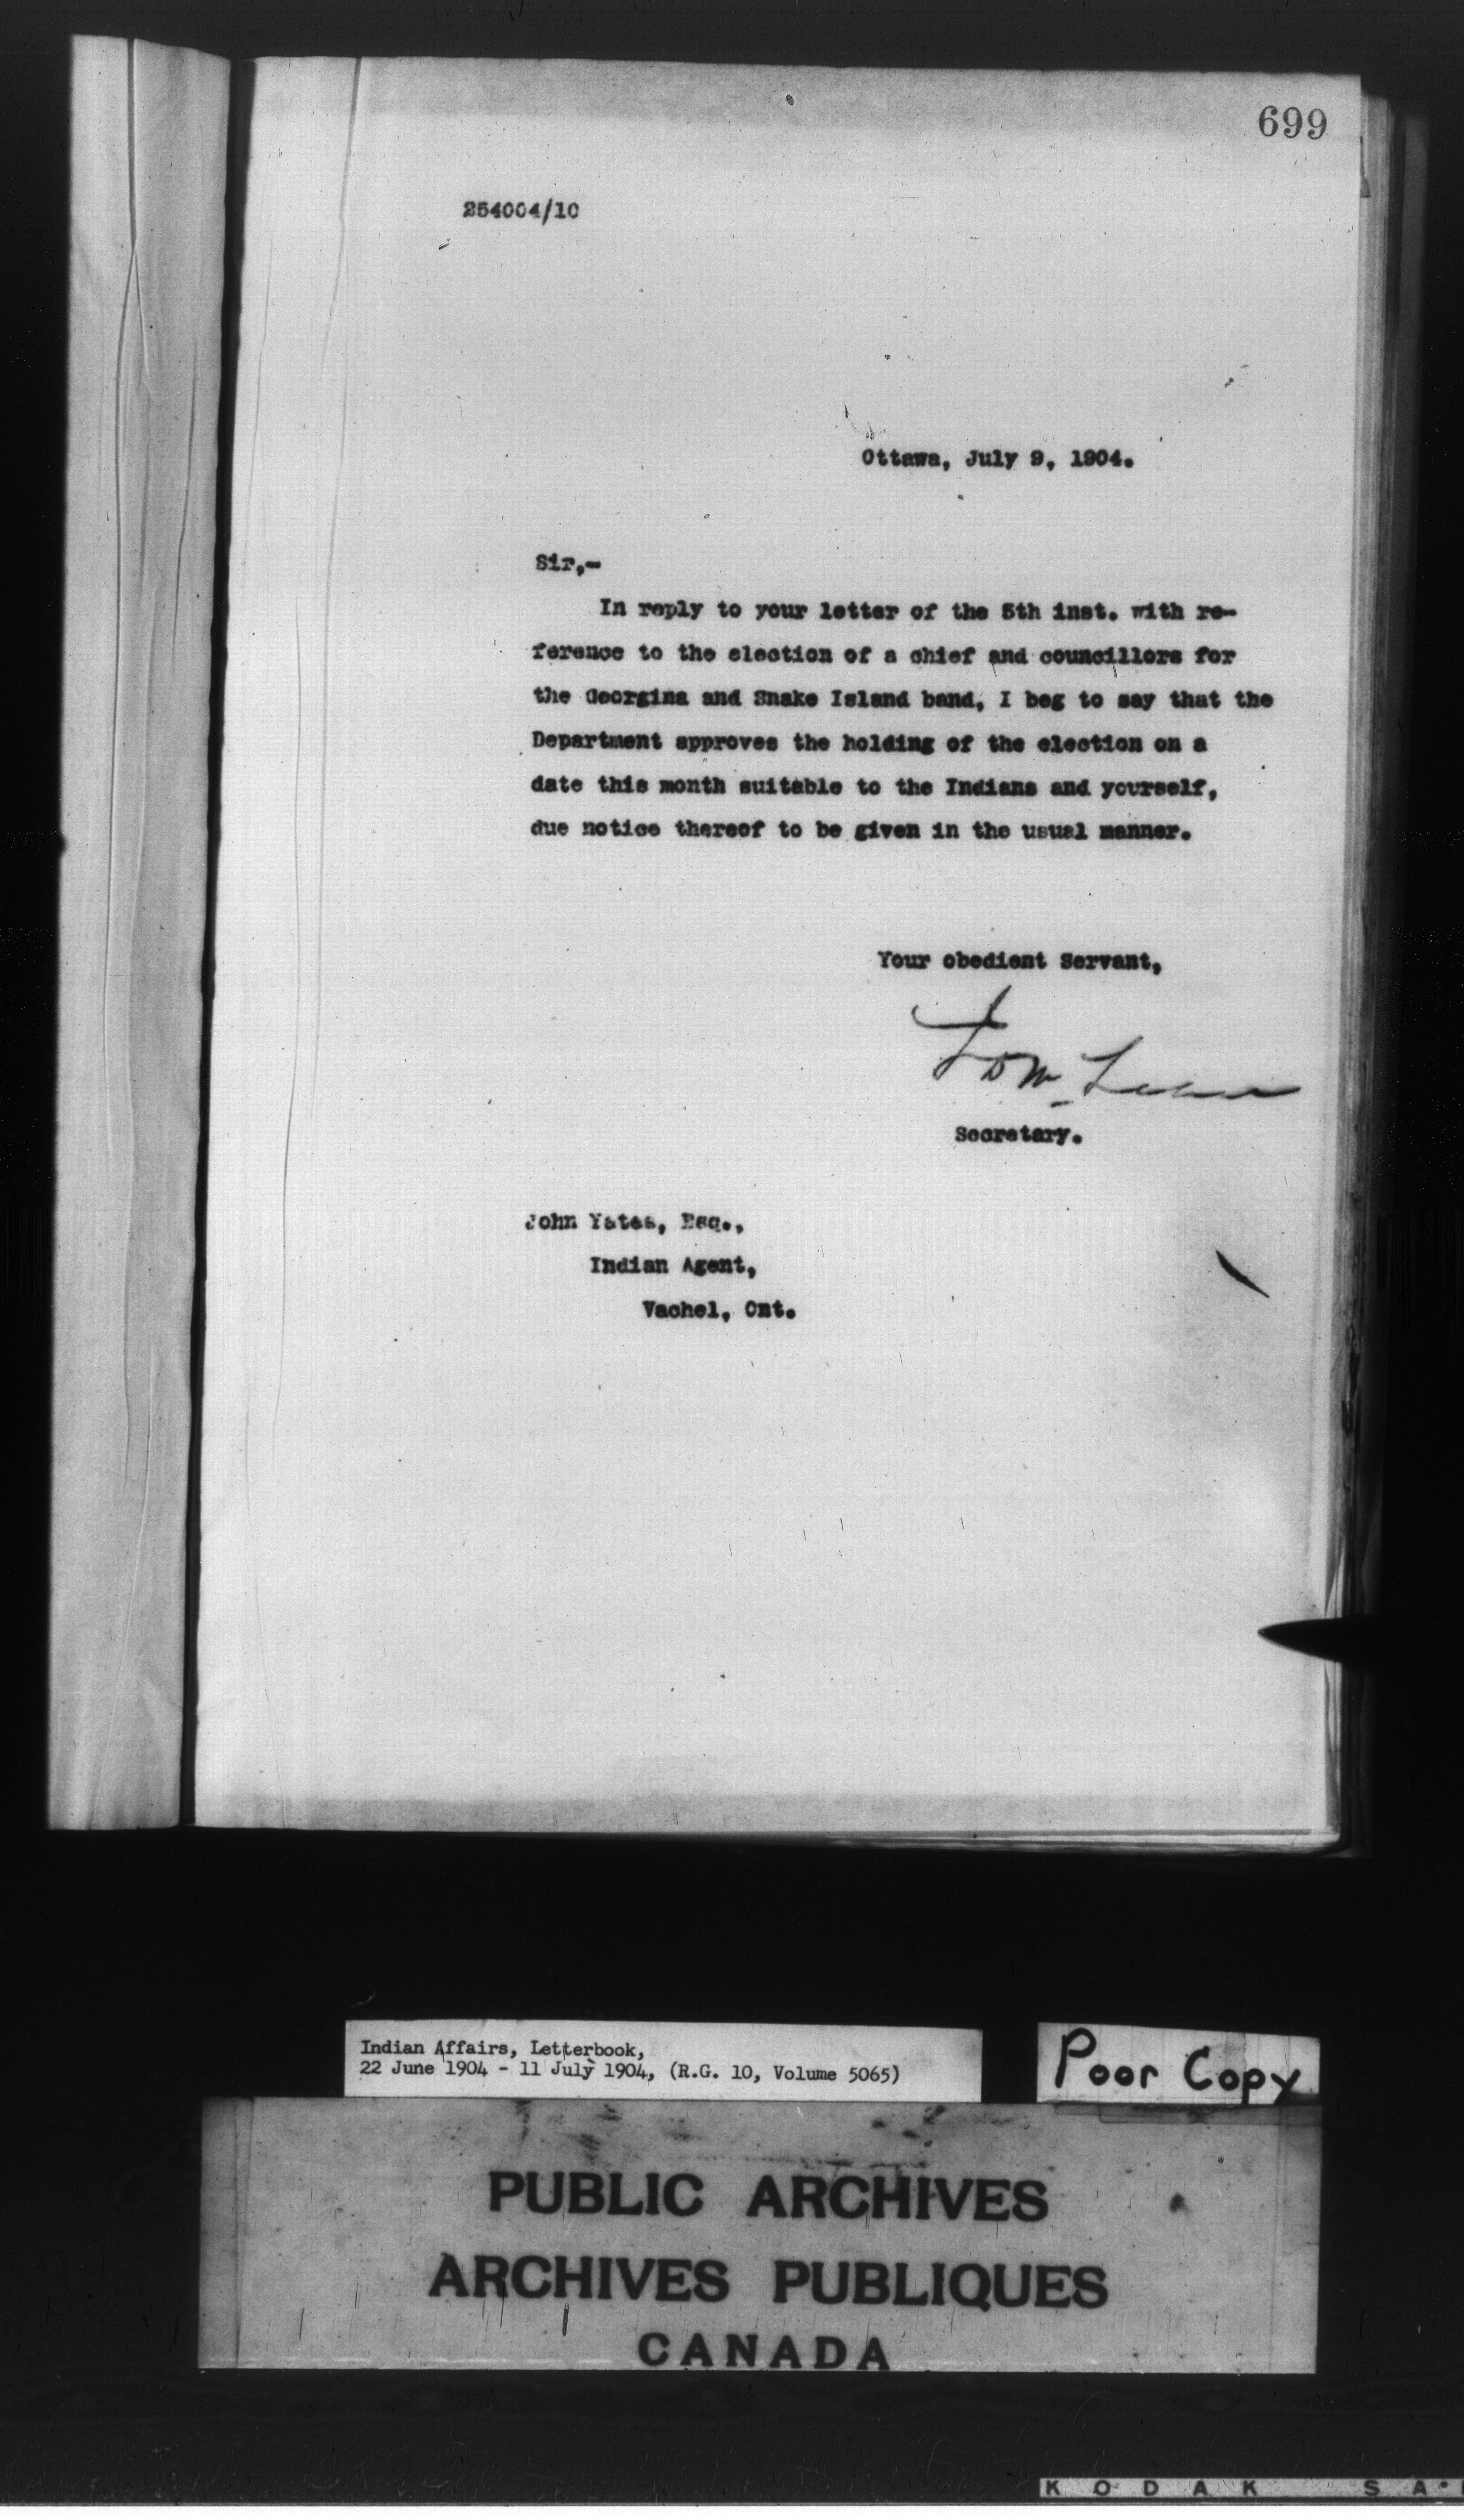 699
254004/10
Ottawa, July 9, 1904.
Sir,-
In reply to your letter of the 5th inst. with re-
ference to the election of a chief and councillors for
the Georgina and Snake Island band, I beg to say that the
Department approves the holding of the election on a
date this month suitable to the Indians and yourself,
due notice thereof to be given in the usual manner.
Your obedient Servant,
Secretary.
John Yates, Esq.,
Indian Agent,
Vachel, Ont.
Indian Affairs, Letterbook,
22 June 1904 - 11 July 1904, (R.G. 10, Volume 5065)
Poor Copy
PUBLIC ARCHIVES
ARCHIVES PUBLIQUES
CANADA
KODAK SA